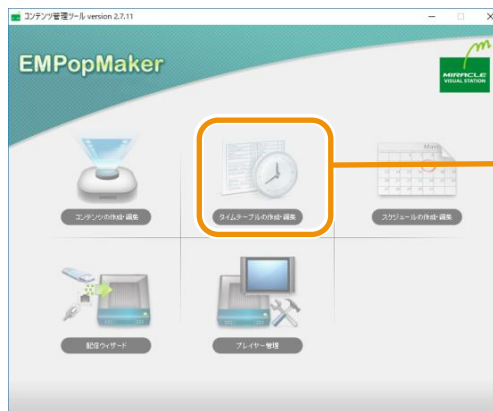 コンテンツ管理ツール version 2.7.11
EMPopMaker
m
MIRACLE
VISUAL STATION
May
コンテンツの作成・編集
タイムテーブルの作成・編集
スケジュールの作成・編集
配信ウィザード
プレイヤー管理